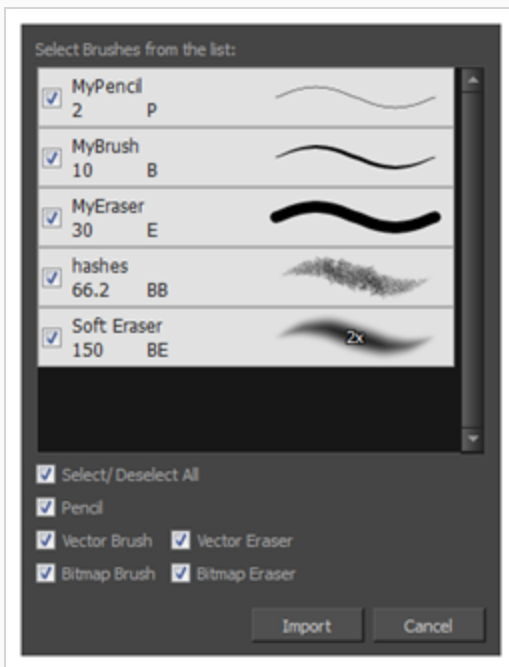 Select Brushes from the list:
MyPencil
2 P
MyBrush
10 B
MyEraser
30 E
hashes
66.2 BB
Soft Eraser
150 BE
2x
Select/ Deselect All
Pencil
Vector Brush Vector Eraser
Bitmap Brush Bitmap Eraser
Import Cancel